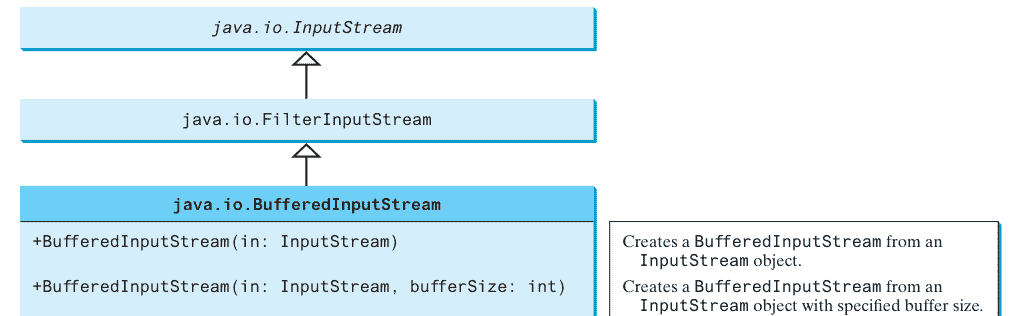 java.io.InputStream
java.io.FilterInputStream
java.io.BufferedInputStream
+BufferedInputStream(in: InputStream)
+BufferedInputStream(in: InputStream, bufferSize: int)
Creates a BufferedInputStream from an
InputStream object.
Creates a BufferedInputStream from an
InputStream object with specified buffer size.